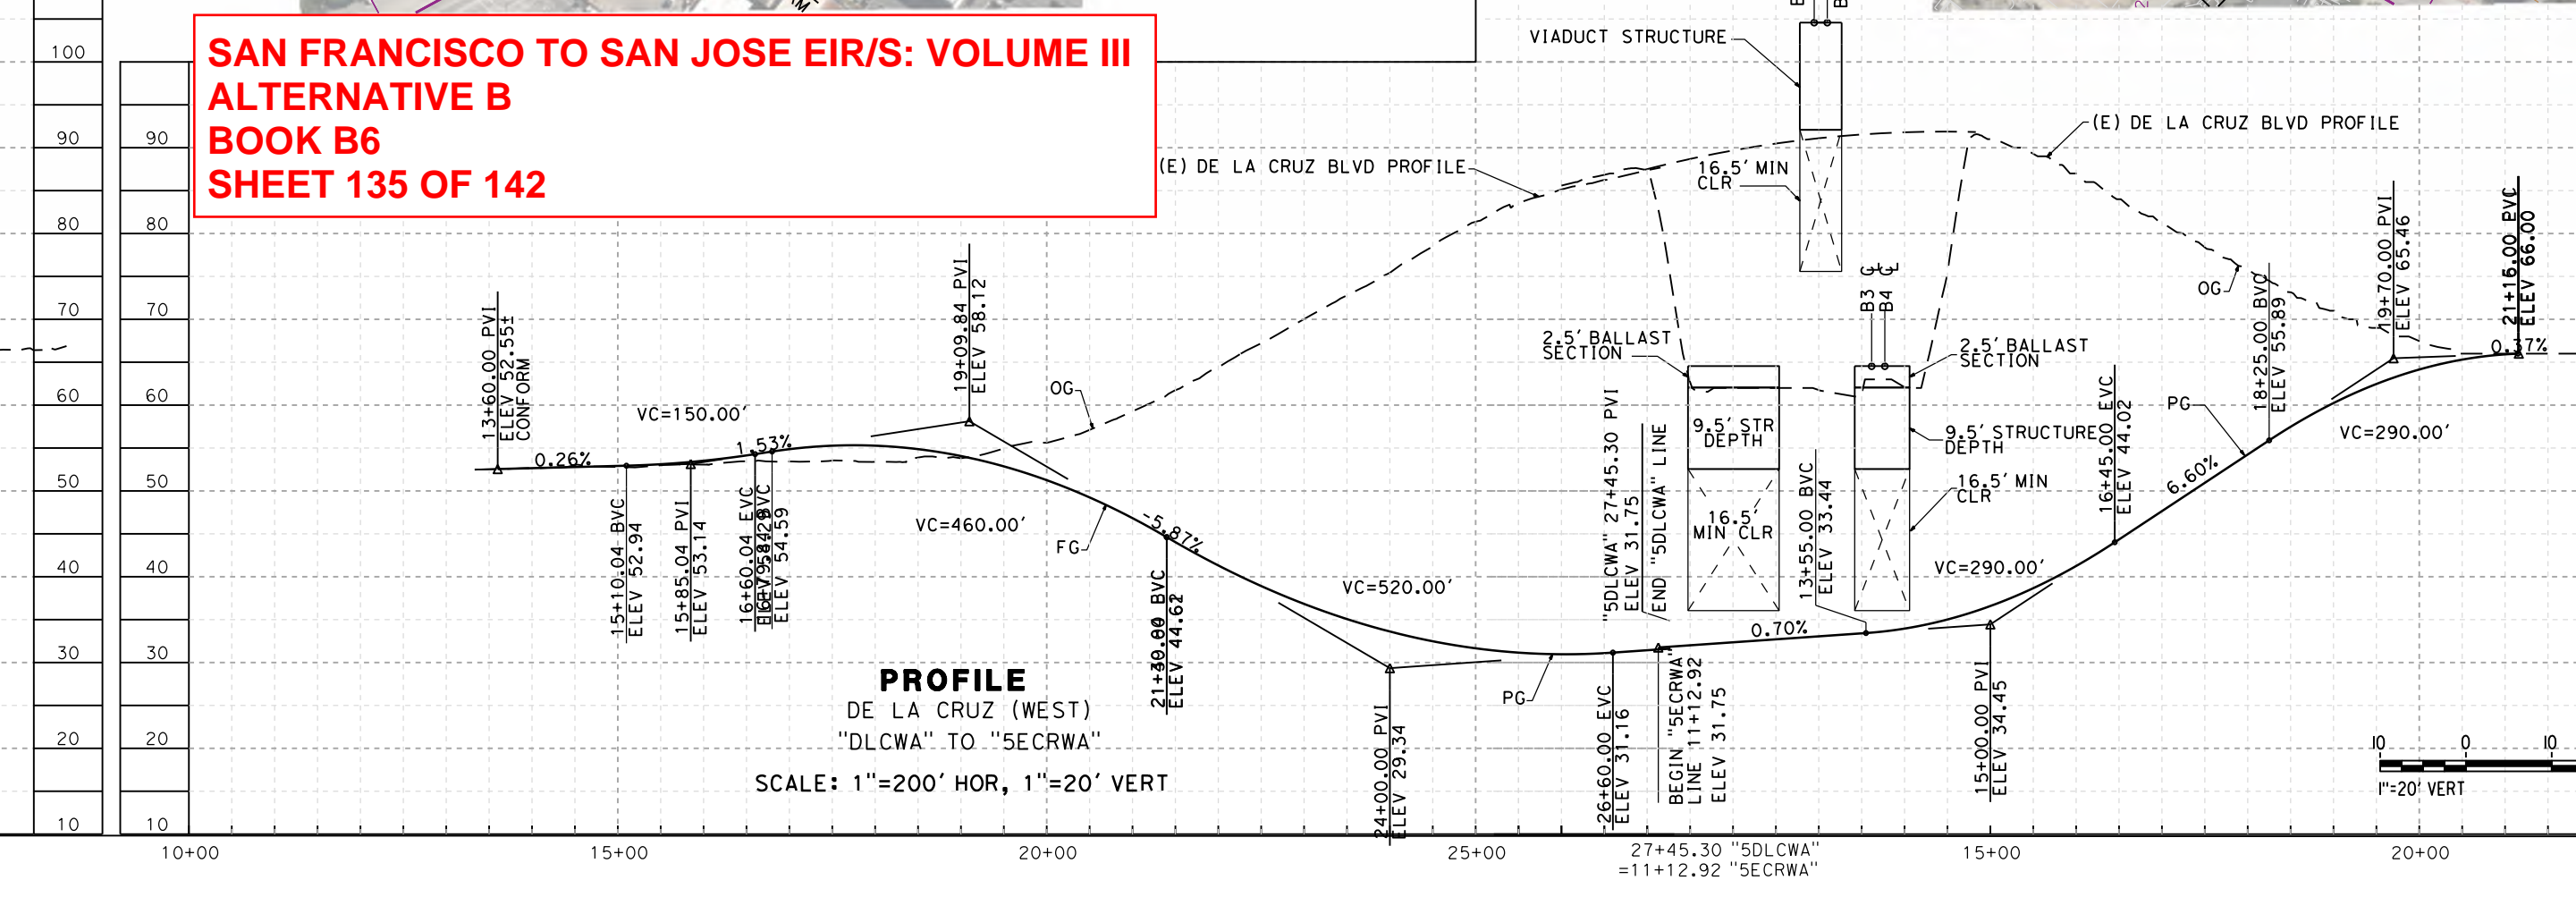 SAN FRANCISCO TO SAN JOSE EIR/S: VOLUME III
ALTERNATIVE B
BOOK B6
SHEET 135 OF 142
100
90
80
70
60
50
40
30
20
10
90
80
70
60
50
40
30
20
10
VIADUCT STRUCTURE
(E) DE LA CRUZ BLVD PROFILE
(E) DE LA CRUZ BLVD PROFILE
16.5' MIN
CLR
13+60.00 PVI
ELEV 52.55±
CONFORM
0.26%
VC=150.00'
1.53%
15+10.04 BVC
ELEV 52.94
15+85.04 PVI
ELEV 53.14
16+60.04 EVC
ELEV 54.59
19+09.84 PVI
ELEV 58.12
OG
VC=460.00'
FG
-5.87%
BVC
ELEV 44.62
VC=520.00'
24+00.00 PVI
ELEV 29.34
PG
26+60.00 EVC
ELEV 31.16
"5DLCWA" 27+45.30 PVI
ELEV 31.75
END "5DLCWA" LINE
BEGIN "5ECRWA"
LINE 11+12.92
ELEV 31.75
2.5' BALLAST
SECTION
9.5' STR
DEPTH
16.5'
MIN CLR
0.70%
13+55.00 BVC
ELEV 33.44
B3
B4
2.5' BALLAST
SECTION
9.5' STRUCTURE
DEPTH
16.5' MIN
CLR
VC=290.00'
15+00.00 PVI
ELEV 34.45
16+45.00 EVC
ELEV 44.02
PG
6.60%
OG
18+25.00 BVC
ELEV 55.89
VC=290.00'
19+70.00 PVI
ELEV 65.46
21+16.00 EVC
ELEV 66.00
0.37%
PROFILE
DE LA CRUZ (WEST)
"DLCWA" TO "5ECRWA"
SCALE: 1"=200' HOR, 1"=20' VERT
10 0 10
1"=20' VERT
10+00
15+00
20+00
25+00
27+45.30 "5DLCWA"
=11+12.92 "5ECRWA"
15+00
20+00